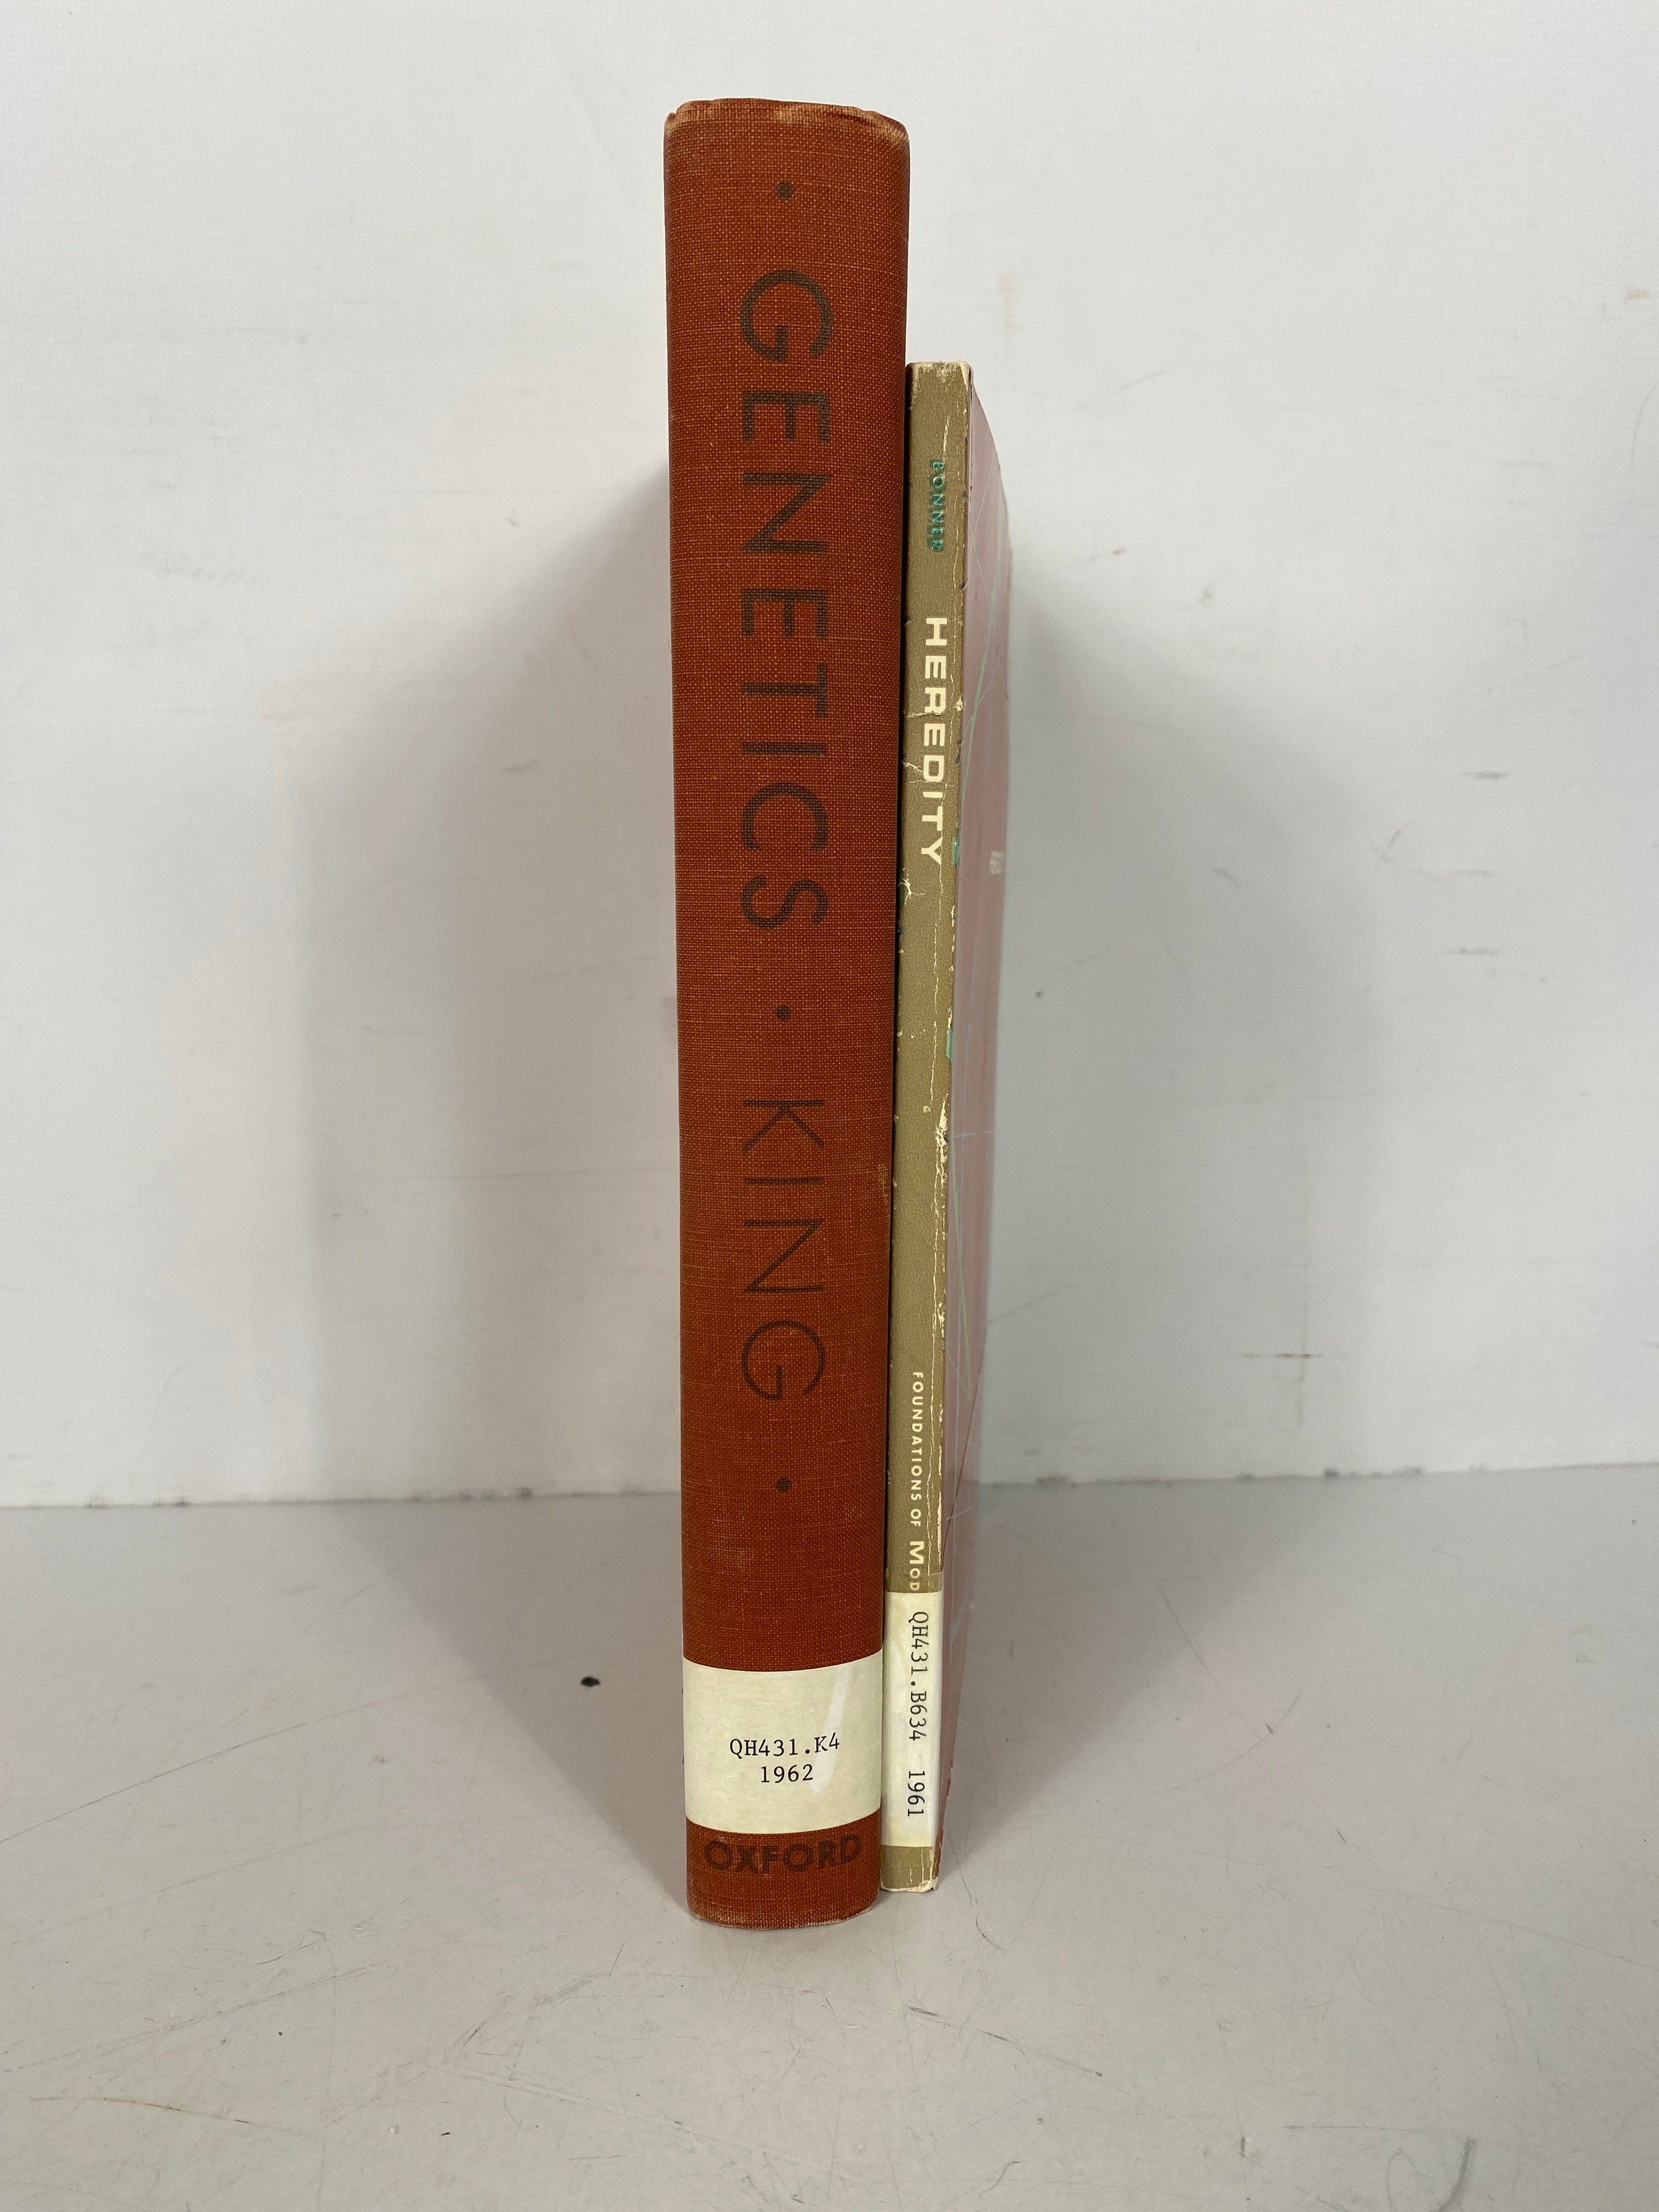 • GENETICS • KING •
QH431.K4
1962
OXFORD
BONNER
HEREDITY
FOUNDATIONS OF MOD
QH431.B634 1961